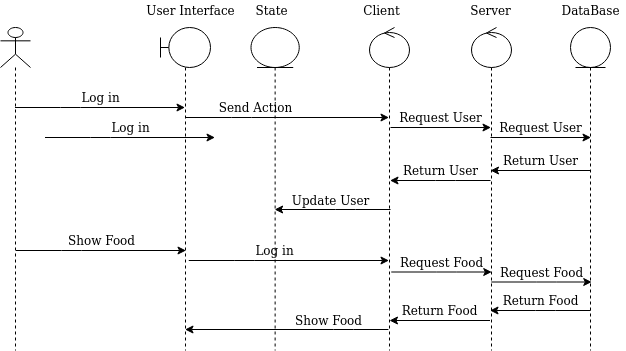 User Interface
State
Client
Server
DataBase
Log in
Send Action
Request User
Log in
Request User
Return User
Return User
Update User
Show Food
Log in
Request Food
Request Food
Return Food
Return Food
Show Food